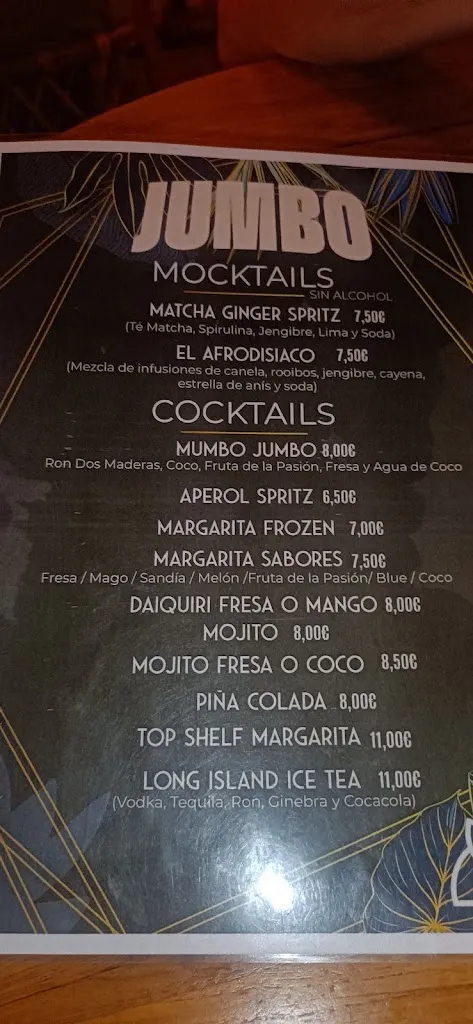 JUMBO
MOCKTAILS
SIN ALCOHOL
MATCHA GINGER SPRITZ 7,50€
(Té Matcha, Spirulina, Jengibre, Lima y Soda)
EL AFRODISIACO 7,50€
(Mezcla de infusiones de canela, rooibos, jengibre, cayena,
estrella de anís y soda)
COCKTAILS
MUMBO JUMBO 8,00€
Ron Dos Maderas, Coco, Fruta de la Pasión, Fresa y Agua de Coco
APEROL SPRITZ 6,50€
MARGARITA FROZEN 7,00€
MARGARITA SABORES 7,50€
Fresa / Mago / Sandía / Melón /Fruta de la Pasión/ Blue / Coco
DAIQUIRI FRESA O MANGO 8,00€
MOJITO 8,00€
MOJITO FRESA O COCO 8,50€
PIÑA COLADA 8,00€
TOP SHELF MARGARITA 11,00€
LONG ISLAND ICE TEA 11,00€
(Vodka, Tequila, Ron, Ginebra y Cocacola)